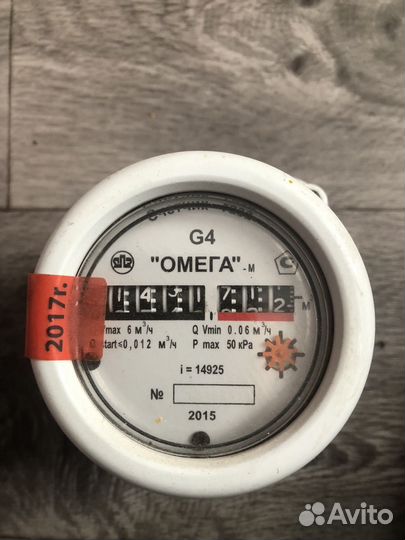 G4
"ОМЕГА"-м
м³
max 6 м³/ч Q Vmin 0.06 м³/ч
start≤0,012 м³/ч P max 50 кPa
i = 14925
№
2015
2017г.
Avito